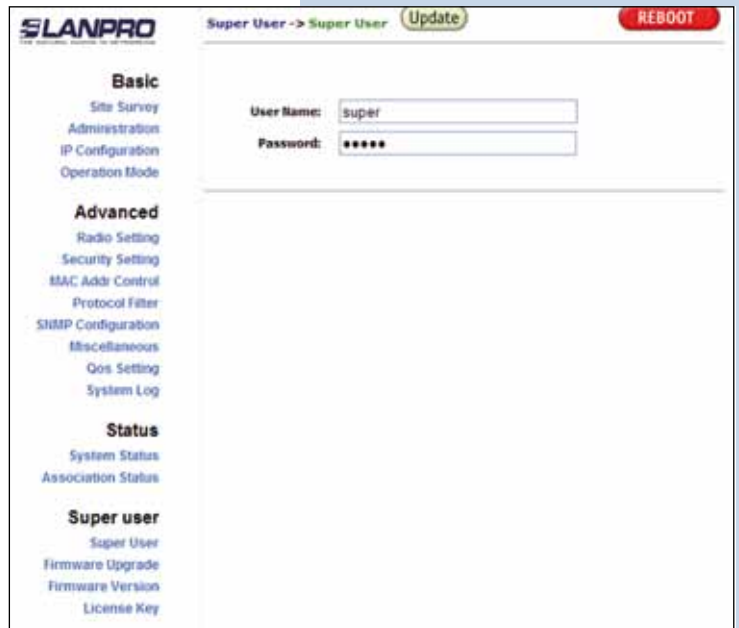 SLANPRO
Super User -> Super User Update REBOOT
Basic
Site Survey
Administration
IP Configuration
Operation Mode
Advanced
Radio Setting
Security Setting
MAC Addr Control
Protocol Filter
SNMP Configuration
Miscellaneous
Qos Setting
System Log
Status
System Status
Association Status
Super user
Super User
Firmware Upgrade
Firmware Version
License Key
User Name: super
Password: •••••